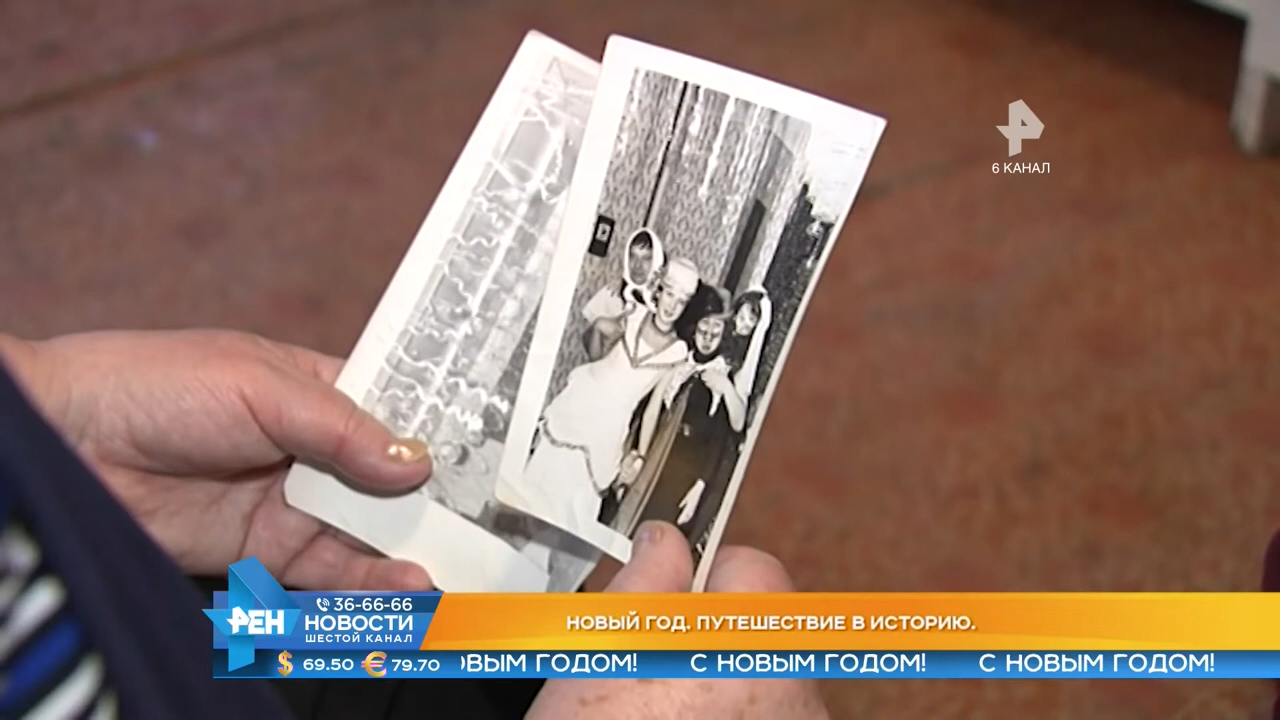 6 КАНАЛ
РЕН
36-66-66
НОВОСТИ
ШЕСТОЙ КАНАЛ
НОВЫЙ ГОД. ПУТЕШЕСТВИЕ В ИСТОРИЮ.
$ 69.50 € 79.70 ОВЫМ ГОДОМ! С НОВЫМ ГОДОМ! С НОВЫМ ГОДОМ!